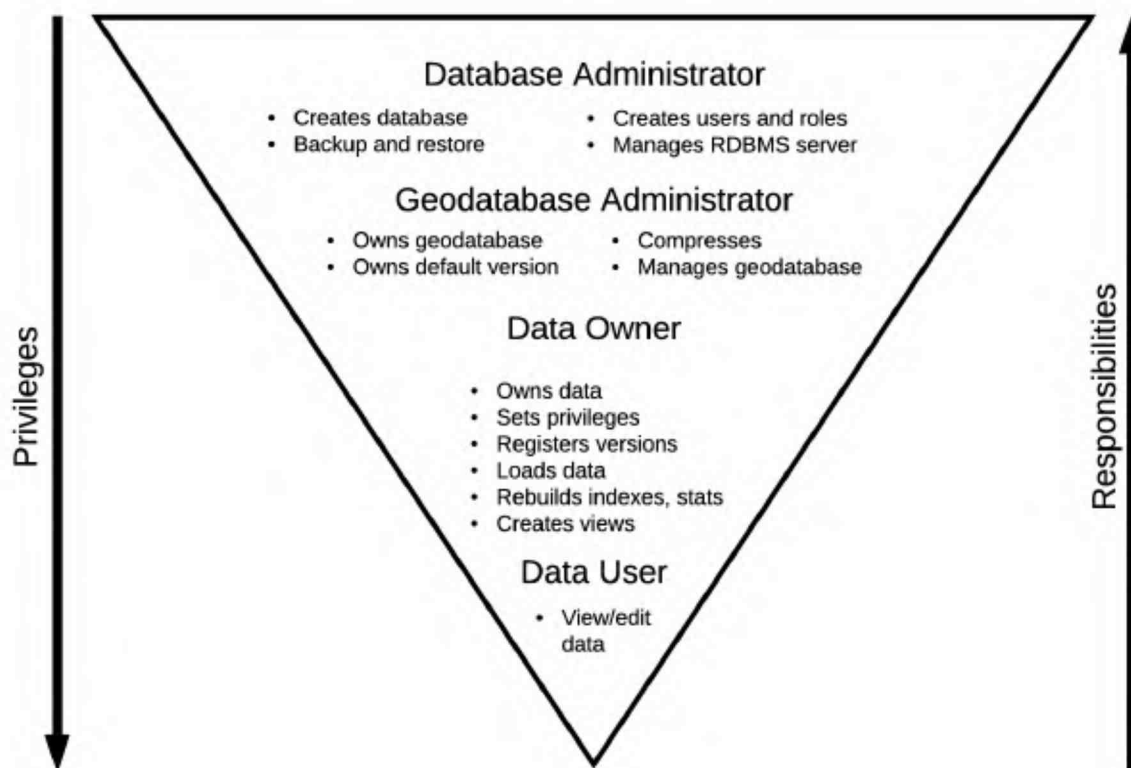 Database Administrator
• Creates database
• Backup and restore
• Creates users and roles
• Manages RDBMS server
Geodatabase Administrator
• Owns geodatabase
• Owns default version
• Compresses
• Manages geodatabase
Data Owner
• Owns data
• Sets privileges
• Registers versions
• Loads data
• Rebuilds indexes, stats
• Creates views
Data User
• View/edit
data
Privileges
Responsibilities